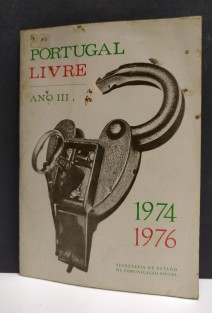 PORTUGAL
LIVRE
ANO III
1974
1976
SECRETARIA DE ESTADO
DA COMUNICAÇÃO SOCIAL